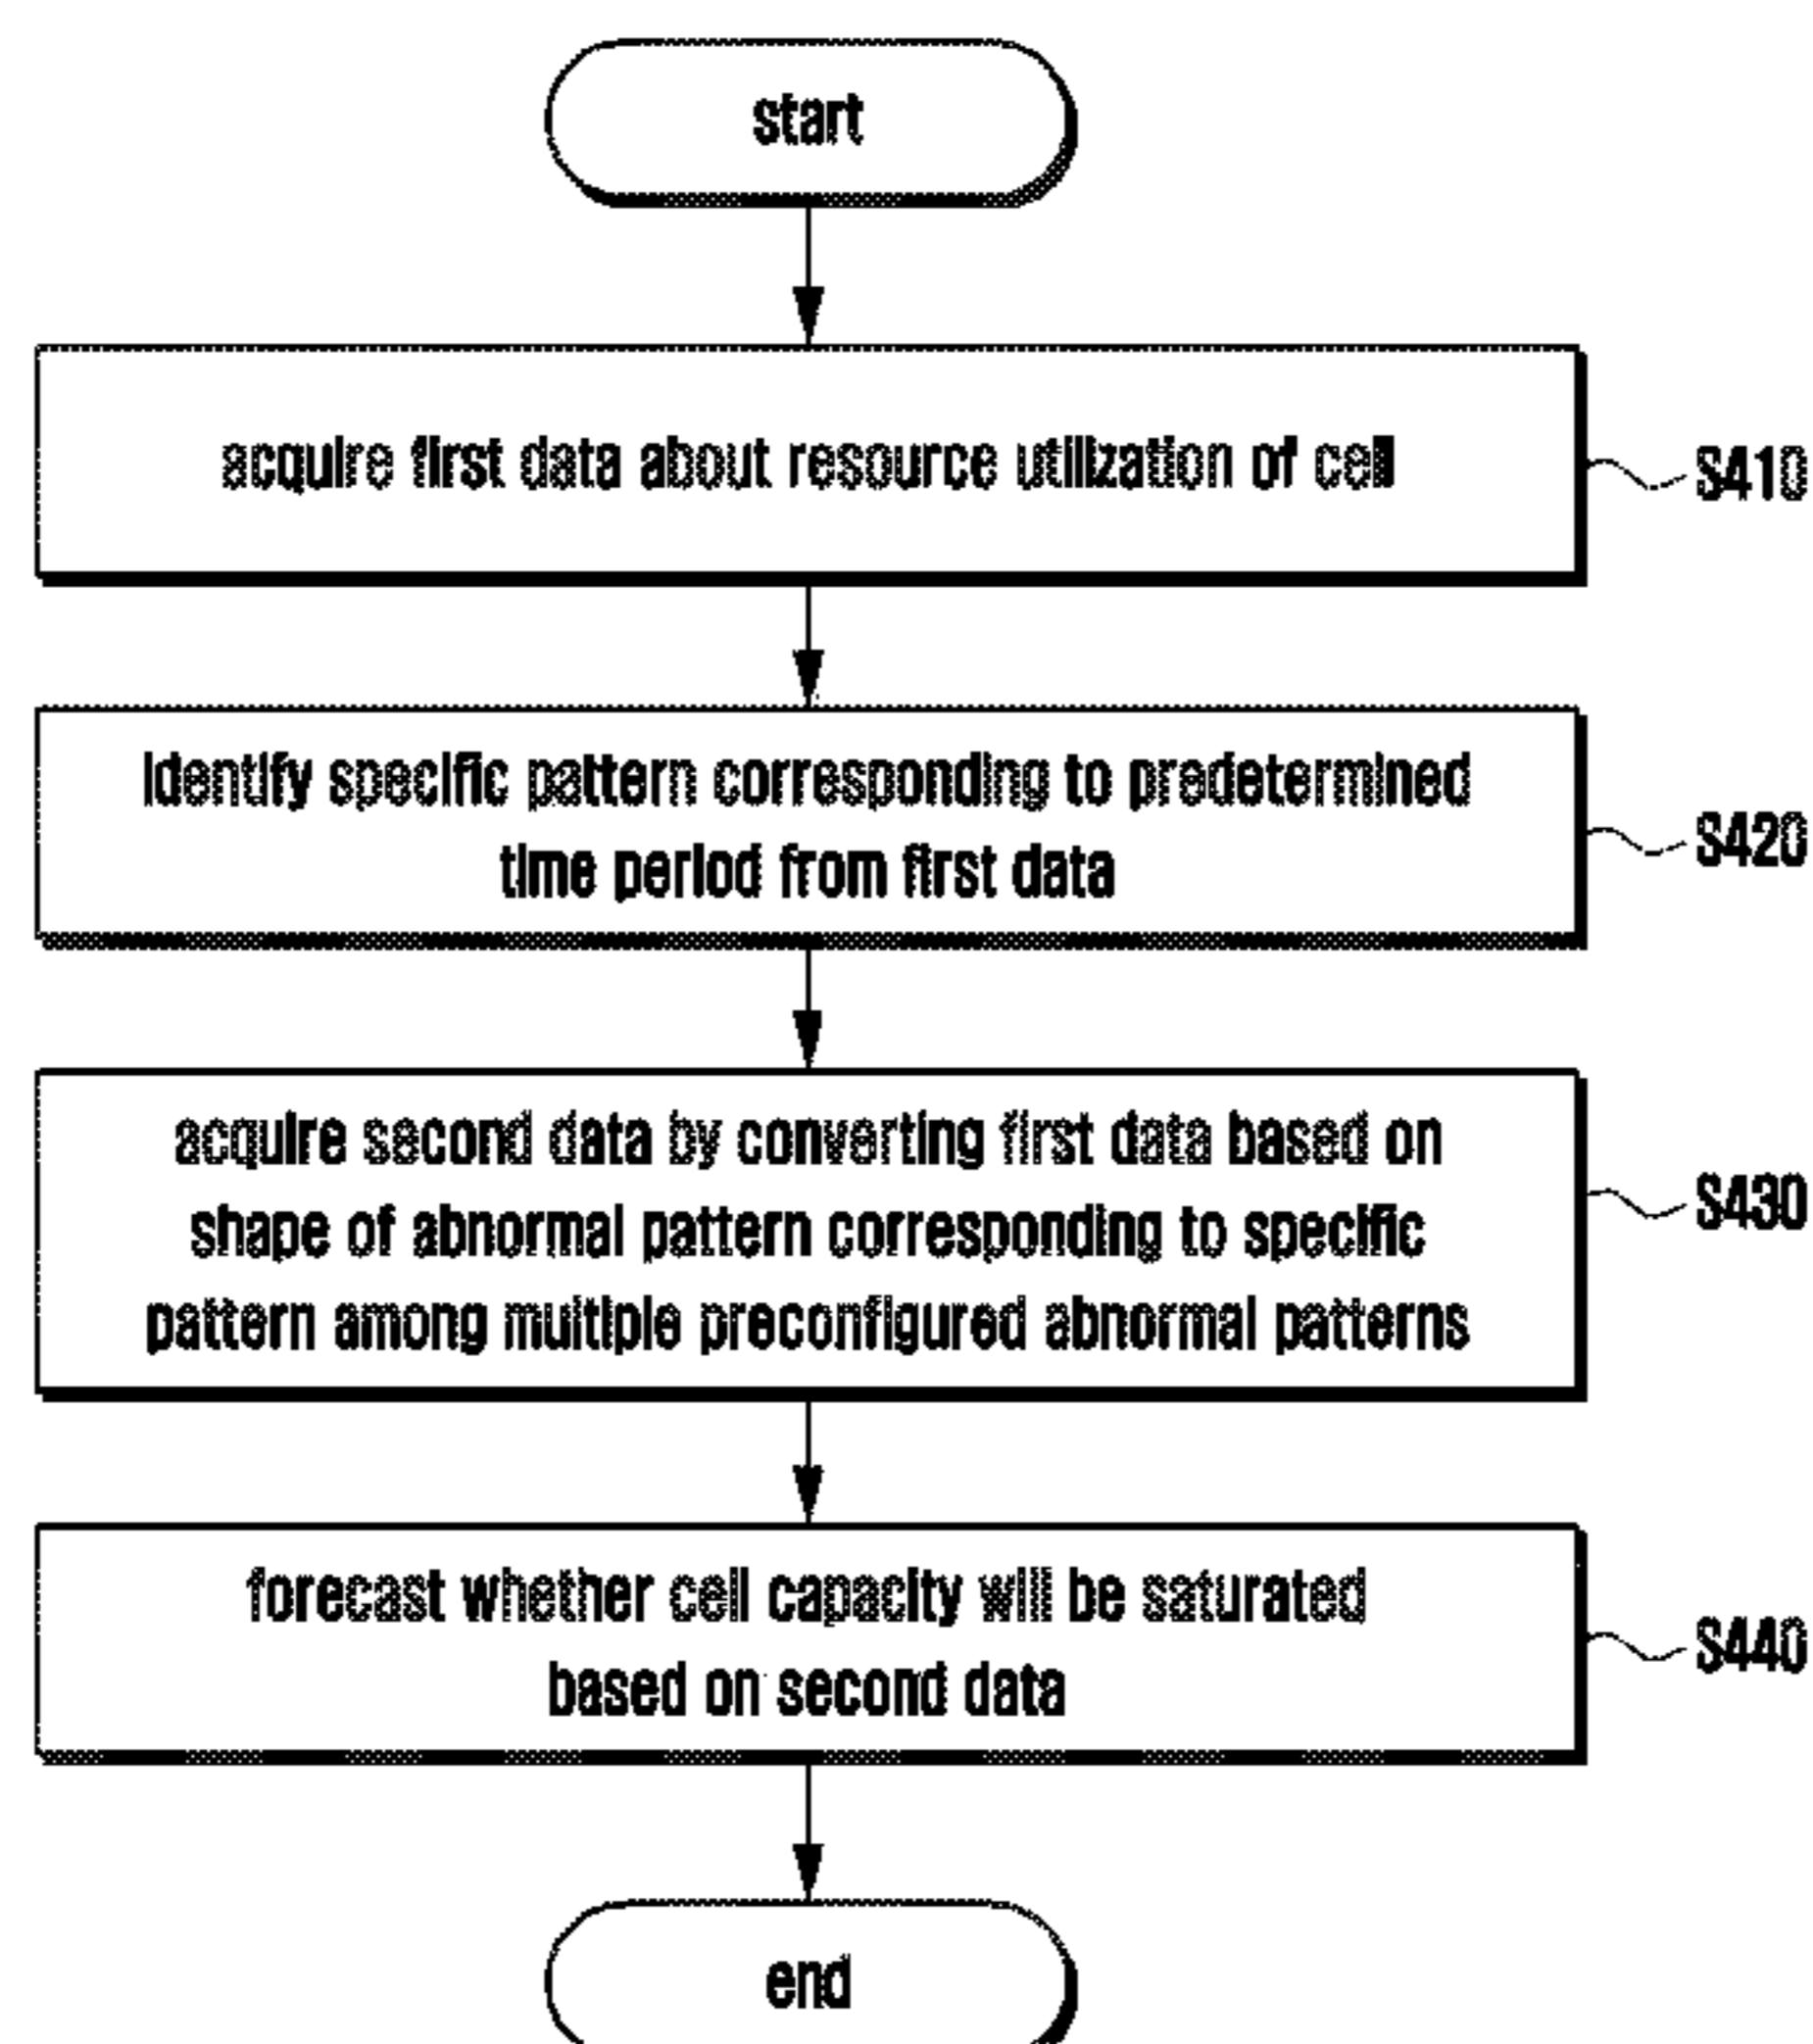 start
acquire first data about resource utilization of cell
S410
identify specific pattern corresponding to predetermined
time period from first data
S420
acquire second data by converting first data based on
shape of abnormal pattern corresponding to specific
pattern among multiple preconfigured abnormal patterns
S430
forecast whether cell capacity will be saturated
based on second data
S440
end